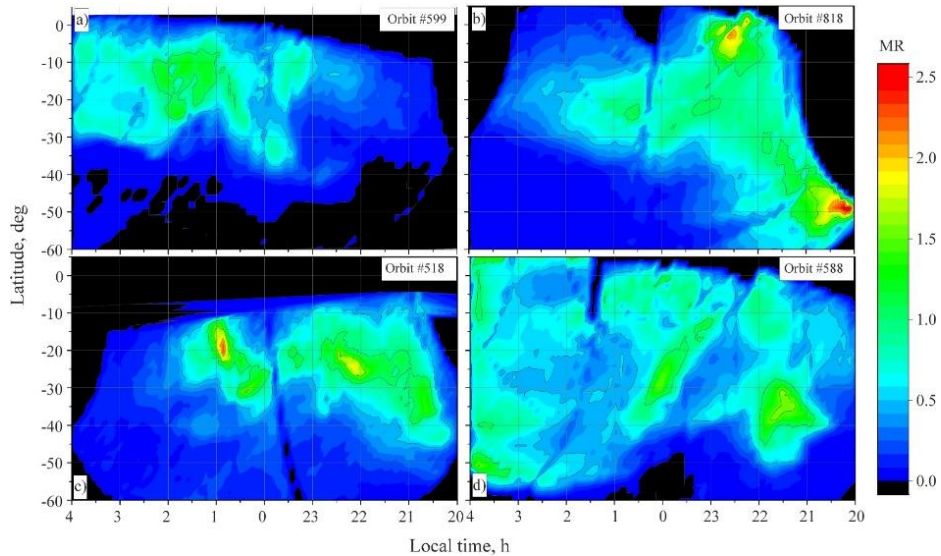 a)
Orbit #599
b)
Orbit #818
MR
0
-10
-20
-30
-40
-50
-60
2.5
2.0
1.5
1.0
0.5
0.0
Latitude, deg
Orbit #518
Orbit #588
0
-10
-20
-30
-40
-50
-60
c)
d)
4 3 2 1 0 23 22 21 20
4 3 2 1 0 23 22 21 20
Local time, h